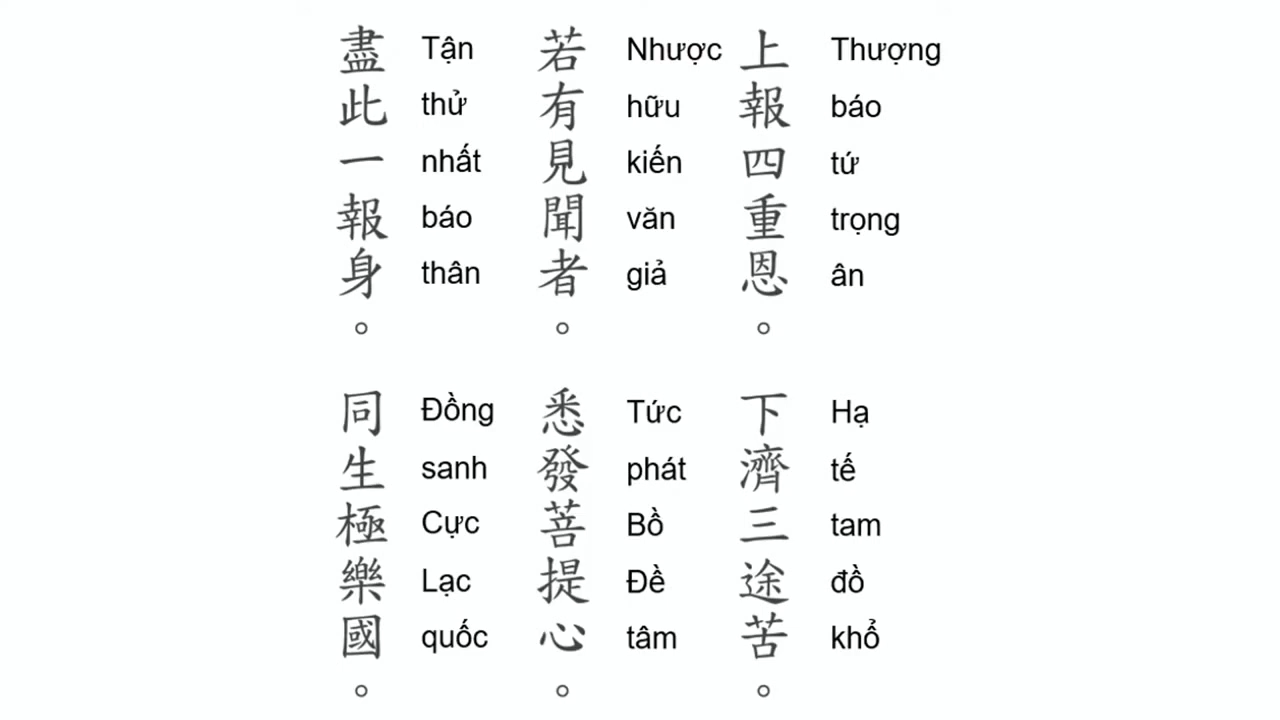 上報四重恩。
Thượng báo tứ trọng ân
下濟三途苦。
Hạ tế tam đồ khổ
若有見聞者。
Nhược hữu kiến văn giả
悉發菩提心。
Tức phát Bồ Đề tâm
盡此一報身。
Tận thử nhất báo thân
同生極樂國。
Đồng sanh Cực Lạc quốc